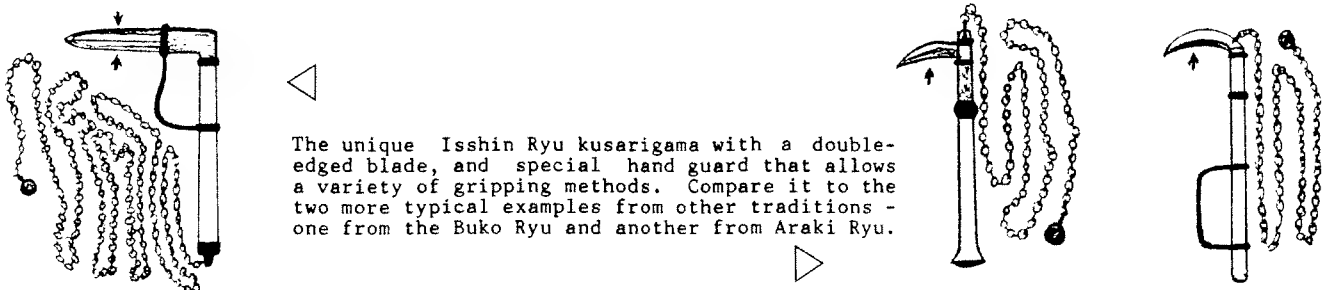 The unique Isshin Ryu kusarigama with a double-
edged blade, and special hand guard that allows
a variety of gripping methods. Compare it to the
two more typical examples from other traditions -
one from the Buko Ryu and another from Araki Ryu.